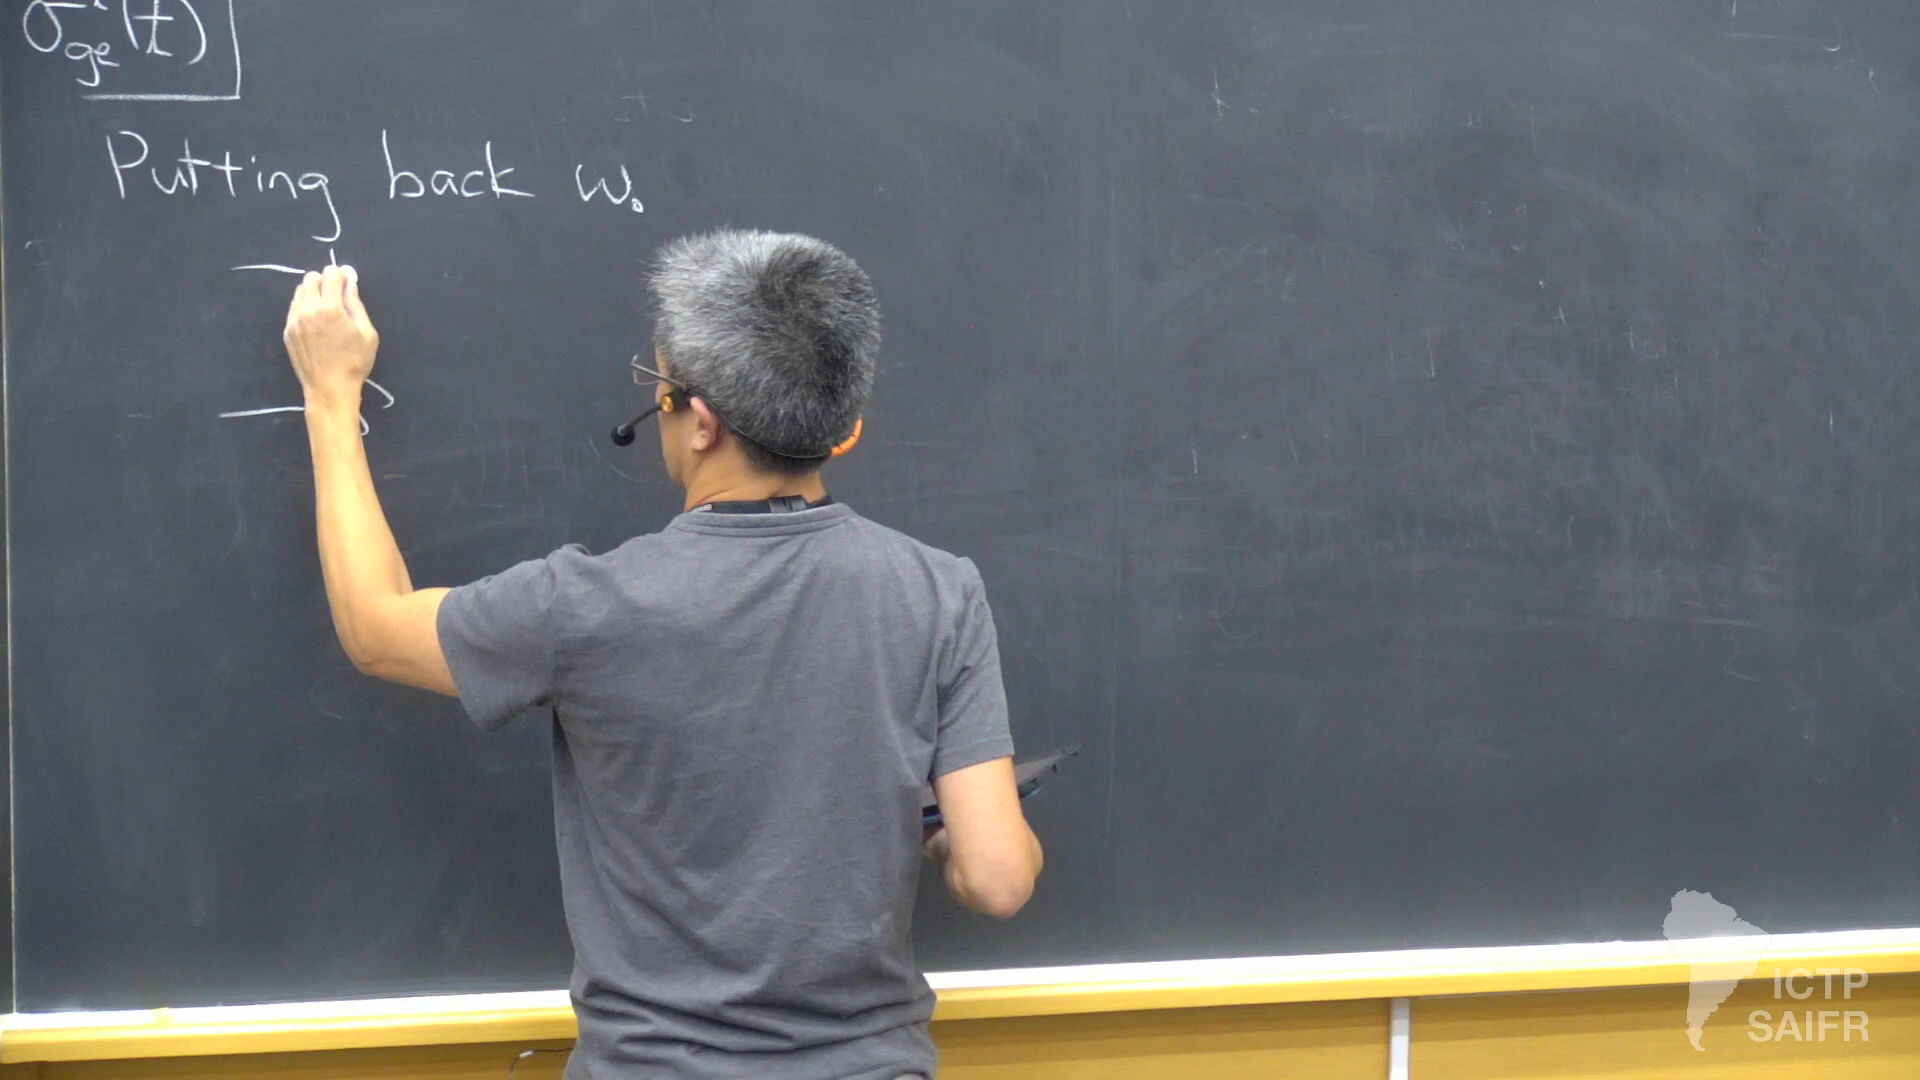 σ_ge^i(t)
Putting back ω₀
ICTP
SAIFR